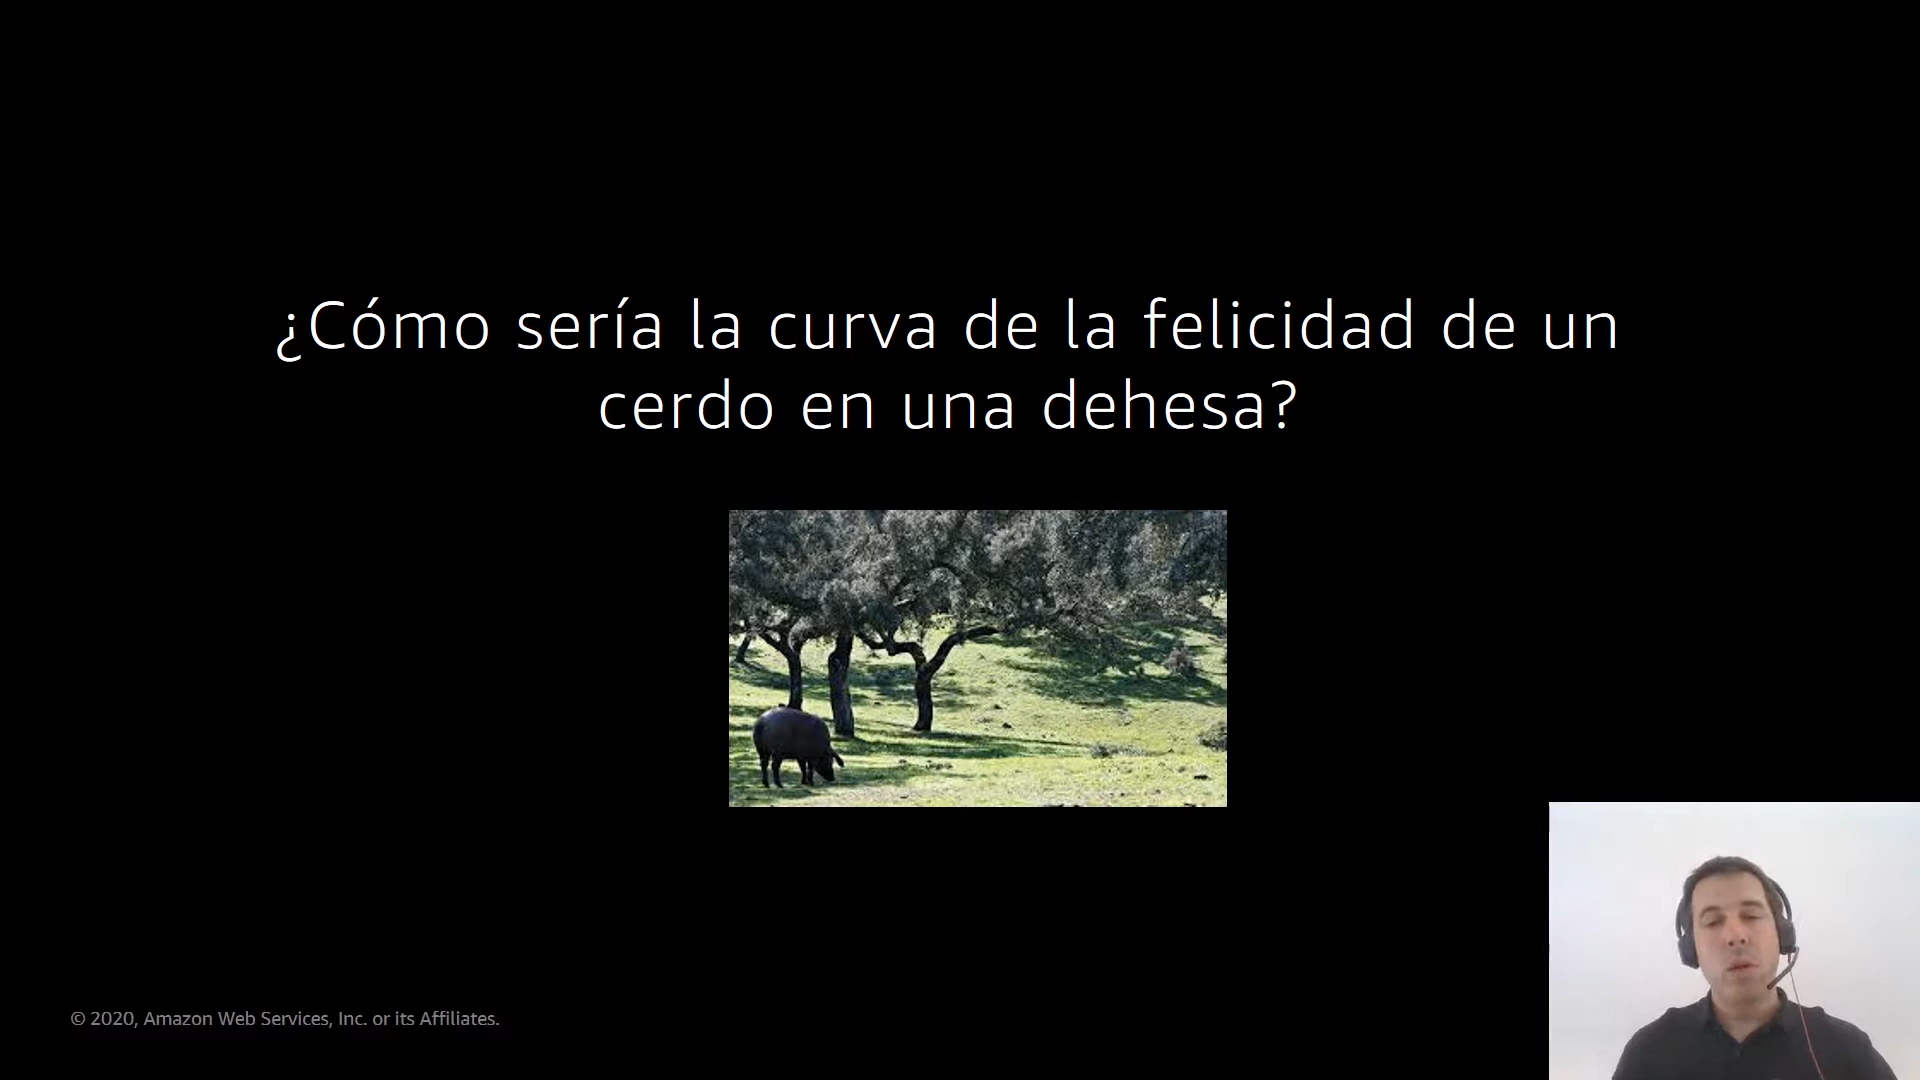 ¿Cómo sería la curva de la felicidad de un
cerdo en una dehesa?
© 2020, Amazon Web Services, Inc. or its Affiliates.